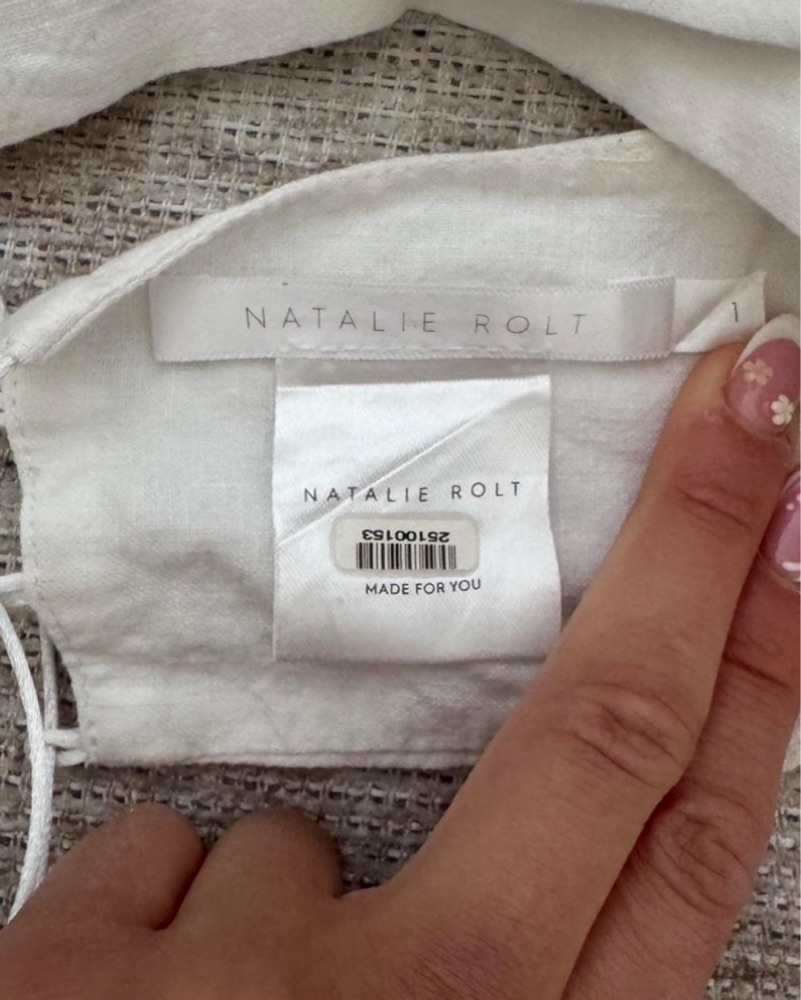 NATALIE ROLT
1
NATALIE ROLT
25100153
MADE FOR YOU